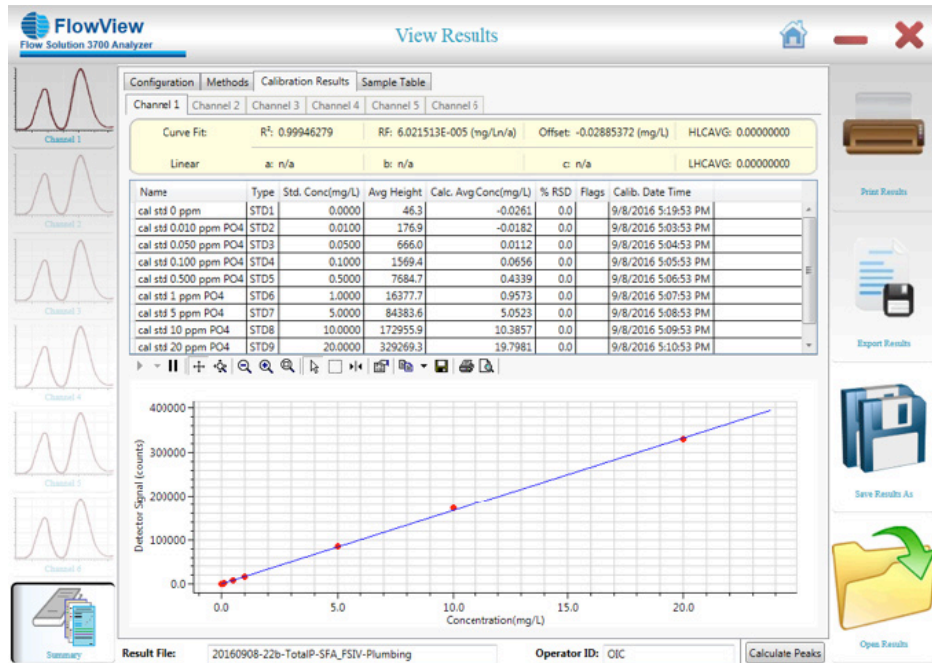 FlowView
Flow Solution 3700 Analyzer
View Results
Configuration Methods Calibration Results Sample Table
Channel 1 Channel 2 Channel 3 Channel 4 Channel 5 Channel 6
Curve Fit: R²: 0.99946279 RF: 6.021513E-005 (mg/Ln/a) Offset: -0.02885372 (mg/L) HLCAVG: 0.00000000
Linear a: n/a b: n/a c: n/a LHCAVG: 0.00000000
Name Type Std. Conc(mg/L) Avg Height Calc. Avg Conc(mg/L) % RSD Flags Calib. Date Time
cal std 0 ppm STD1 0.0000 46.3 -0.0261 0.0 9/8/2016 5:19:53 PM
cal std 0.010 ppm PO4 STD2 0.0100 176.9 -0.0182 0.0 9/8/2016 5:03:53 PM
cal std 0.050 ppm PO4 STD3 0.0500 666.0 0.0112 0.0 9/8/2016 5:04:53 PM
cal std 0.100 ppm PO4 STD4 0.1000 1569.4 0.0656 0.0 9/8/2016 5:05:53 PM
cal std 0.500 ppm PO4 STD5 0.5000 7684.7 0.4339 0.0 9/8/2016 5:06:53 PM
cal std 1 ppm PO4 STD6 1.0000 16377.7 0.9573 0.0 9/8/2016 5:07:53 PM
cal std 5 ppm PO4 STD7 5.0000 84383.6 5.0523 0.0 9/8/2016 5:08:53 PM
cal std 10 ppm PO4 STD8 10.0000 172955.9 10.3857 0.0 9/8/2016 5:09:53 PM
cal std 20 ppm PO4 STD9 20.0000 329269.3 19.7981 0.0 9/8/2016 5:10:53 PM
400000
300000
200000
100000
0.0
Detector Signal (counts)
0.0 5.0 10.0 15.0 20.0
Concentration(mg/L)
Result File: 20160908-22b-TotalP-SFA_FSIV-Plumbing Operator ID: OIC Calculate Peaks
Channel 1
Channel 2
Channel 3
Channel 4
Channel 5
Channel 6
Summary
Print Results
Export Results
Save Results As
Open Results